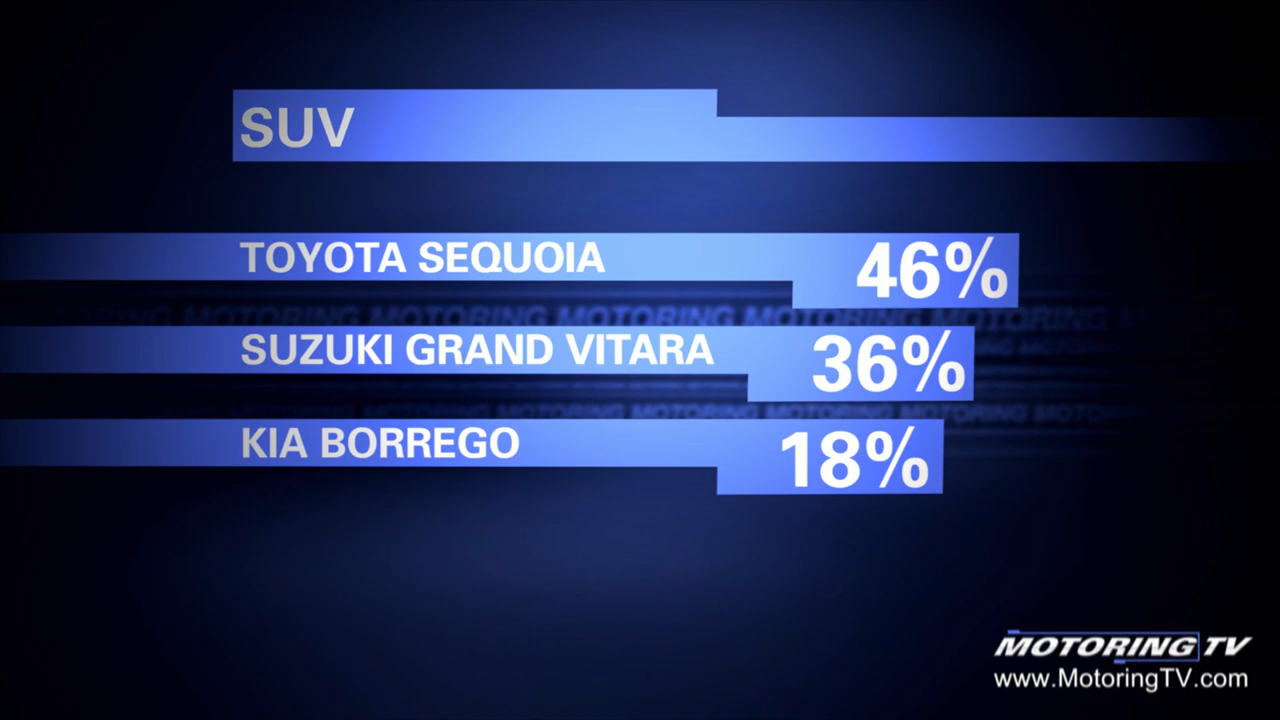 SUV
TOYOTA SEQUOIA 46%
SUZUKI GRAND VITARA 36%
KIA BORREGO 18%
MOTORING TV
www.MotoringTV.com